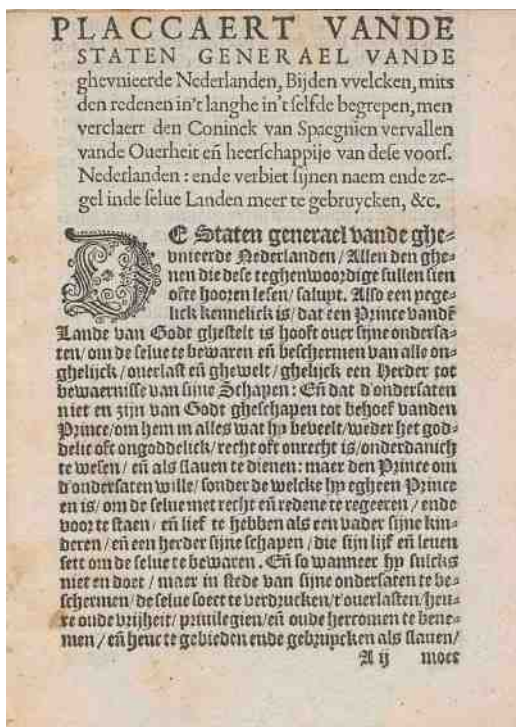 PLACCAERT VANDE
STATEN GENERAEL VANDE
ghevnieerde Nederlanden, Bij den vvelcken, mits
den redenen in't langhe in't selfde begrepen, men
verclaert den Coninck van Spaegnien vervallen
vande Ouerheit eñ heerschappije van dese voors.
Nederlanden : ende verbiet sijnen naem ende ze-
gel inde selue Landen meer te gebruycken, &c.
DE Staten generael vande ghe-
vnieerde Nederlanden / Allen den ghe-
nen die dese teghenwoordige sullen sien
ofte hooren lesen / saluyt. Also een yege-
lick kennelick is / dat een Prince vandẽ
Lande van Godt ghestelt is hooft ouer sijne ondersa-
ten / om de selue te bewaren eñ beschermen van alle on-
ghelijck / ouerlast eñ ghewelt / ghelijck een Herder tot
bewaernisse van sijne Schapen : Eñ dat d'ondersaten
niet en zijn van Godt gheschapen tot behoef vanden
Prince / om hem in alles wat hy beveelt / weder het god-
delic oft ongoddelick / recht oft onrecht is / onderdanich
te wesen / eñ als slauen te dienen : maer den Prince om
d'ondersaten wille / sonder de welcke hy egheen Prince
en is / om de selue met recht eñ redene te regeeren / ende
voor te staen / eñ lief te hebben als een vader sijne kin-
deren / eñ een herder sijne schapen / die sijn lijf eñ leuen
sett om de selue te bewaren. Eñ so wanneer hy sulcks
niet en doet / maer in stede van sijne ondersaten te be-
schermen / de selue soect te verdrucken / t'ouerlasten / heu-
re oude vrijheit / priuilegien / eñ oude hercomen te bene-
men / eñ heur te gebieden ende gebruycken als slauen /
A ij moet